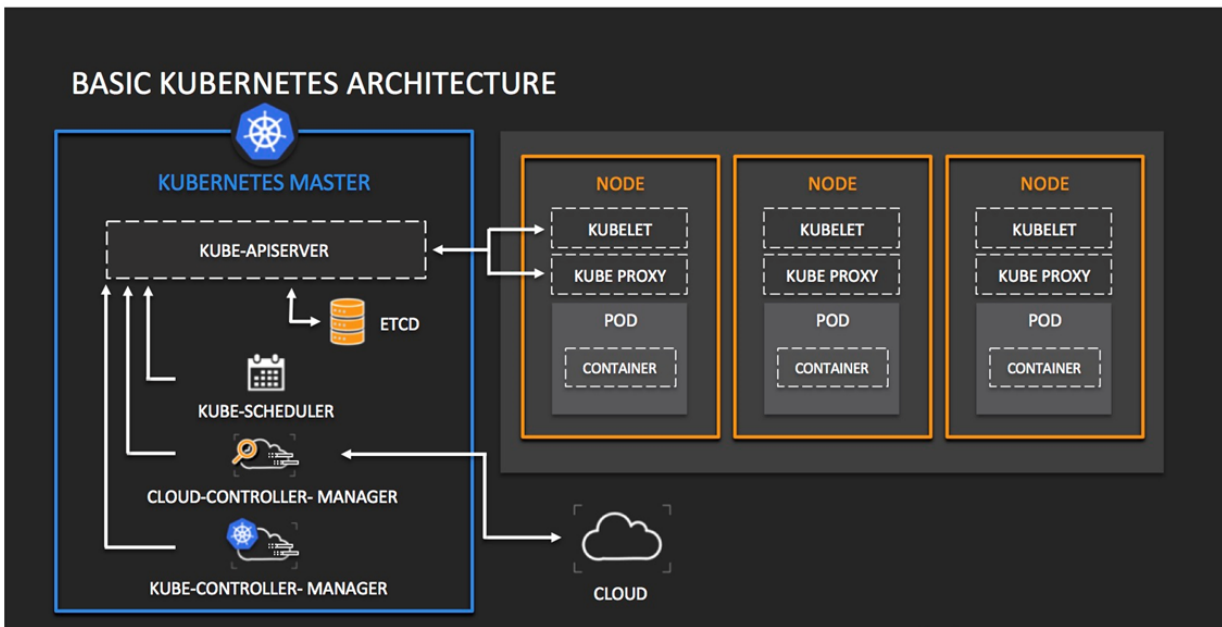 BASIC KUBERNETES ARCHITECTURE
KUBERNETES MASTER
KUBE-APISERVER
ETCD
KUBE-SCHEDULER
CLOUD-CONTROLLER- MANAGER
KUBE-CONTROLLER- MANAGER
NODE
KUBELET
KUBE PROXY
POD
CONTAINER
NODE
KUBELET
KUBE PROXY
POD
CONTAINER
NODE
KUBELET
KUBE PROXY
POD
CONTAINER
CLOUD